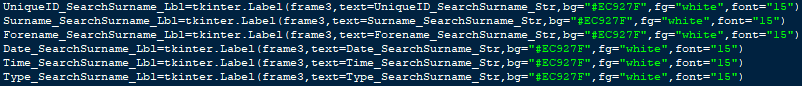 UniqueID_SearchSurname_Lbl=tkinter.Label(frame3,text=UniqueID_SearchSurname_Str,bg="#EC927F",fg="white",font="15")
Surname_SearchSurname_Lbl=tkinter.Label(frame3,text=Surname_SearchSurname_Str,bg="#EC927F",fg="white",font="15")
Forename_SearchSurname_Lbl=tkinter.Label(frame3,text=Forename_SearchSurname_Str,bg="#EC927F",fg="white",font="15")
Date_SearchSurname_Lbl=tkinter.Label(frame3,text=Date_SearchSurname_Str,bg="#EC927F",fg="white",font="15")
Time_SearchSurname_Lbl=tkinter.Label(frame3,text=Time_SearchSurname_Str,bg="#EC927F",fg="white",font="15")
Type_SearchSurname_Lbl=tkinter.Label(frame3,text=Type_SearchSurname_Str,bg="#EC927F",fg="white",font="15")